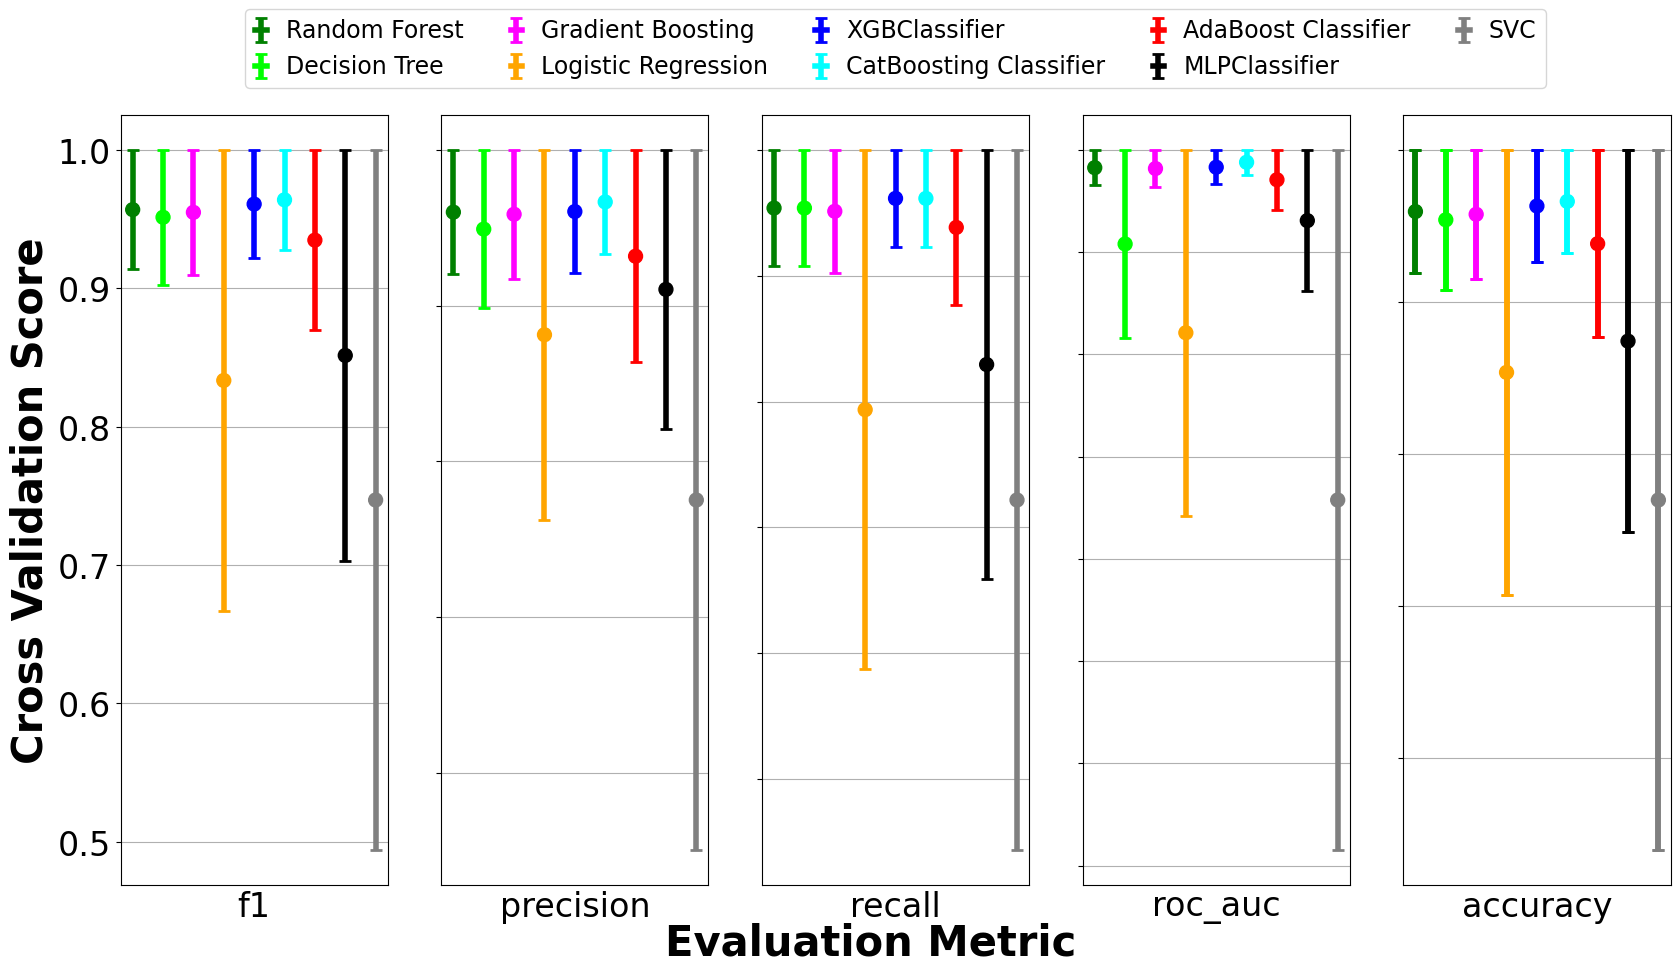 Random Forest
Decision Tree
Gradient Boosting
Logistic Regression
XGBClassifier
CatBoosting Classifier
AdaBoost Classifier
MLPClassifier
SVC
Cross Validation Score
1.0
0.9
0.8
0.7
0.6
0.5
f1
precision
recall
roc_auc
accuracy
Evaluation Metric